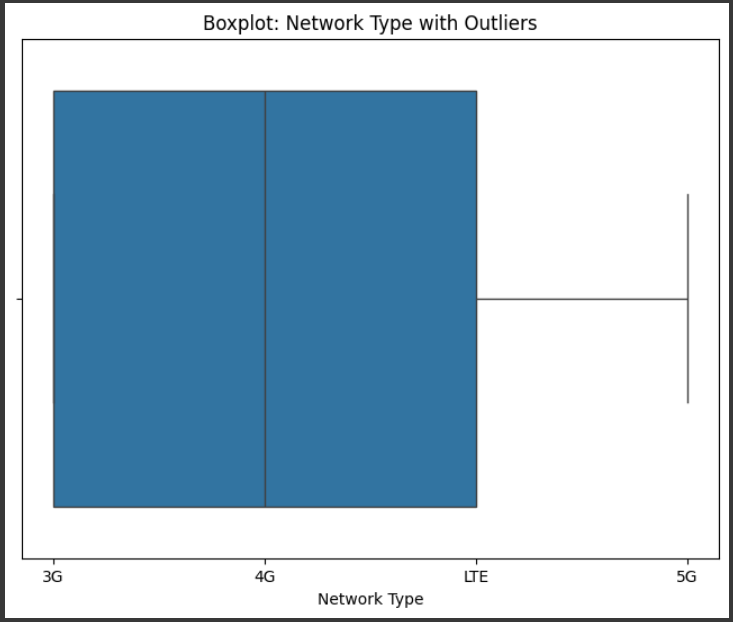 Boxplot: Network Type with Outliers
3G 4G LTE 5G
Network Type